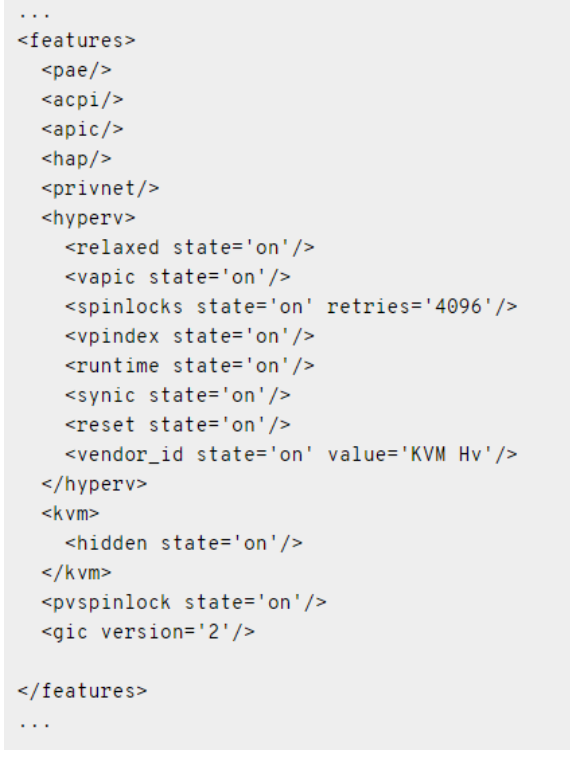 ...
<features>
  <pae/>
  <acpi/>
  <apic/>
  <hap/>
  <privnet/>
  <hyperv>
    <relaxed state='on'/>
    <vapic state='on'/>
    <spinlocks state='on' retries='4096'/>
    <vpindex state='on'/>
    <runtime state='on'/>
    <synic state='on'/>
    <reset state='on'/>
    <vendor_id state='on' value='KVM Hv'/>
  </hyperv>
  <kvm>
    <hidden state='on'/>
  </kvm>
  <pvspinlock state='on'/>
  <gic version='2'/>

</features>
...